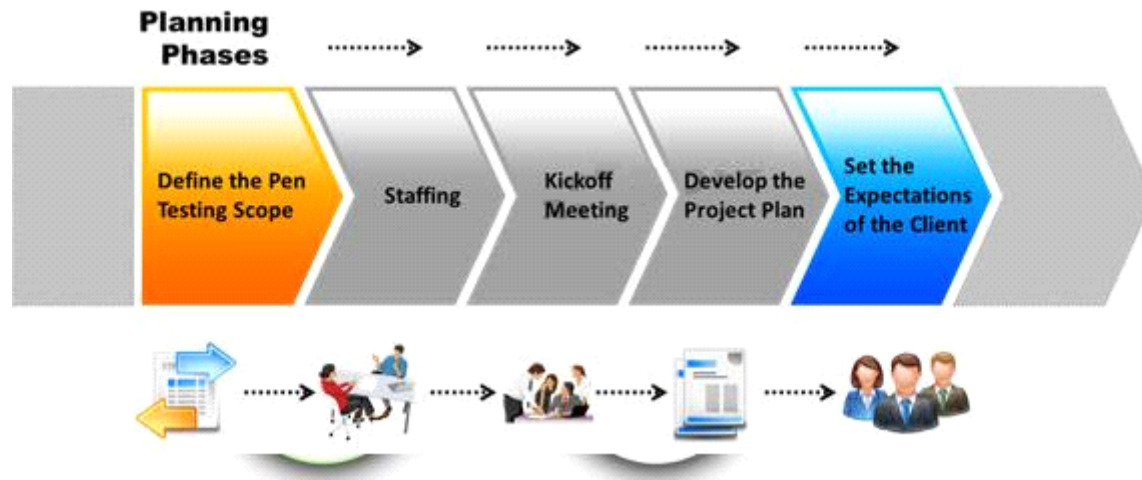 Planning
Phases
Define the Pen
Testing Scope
Staffing
Kickoff
Meeting
Develop the
Project Plan
Set the
Expectations
of the Client